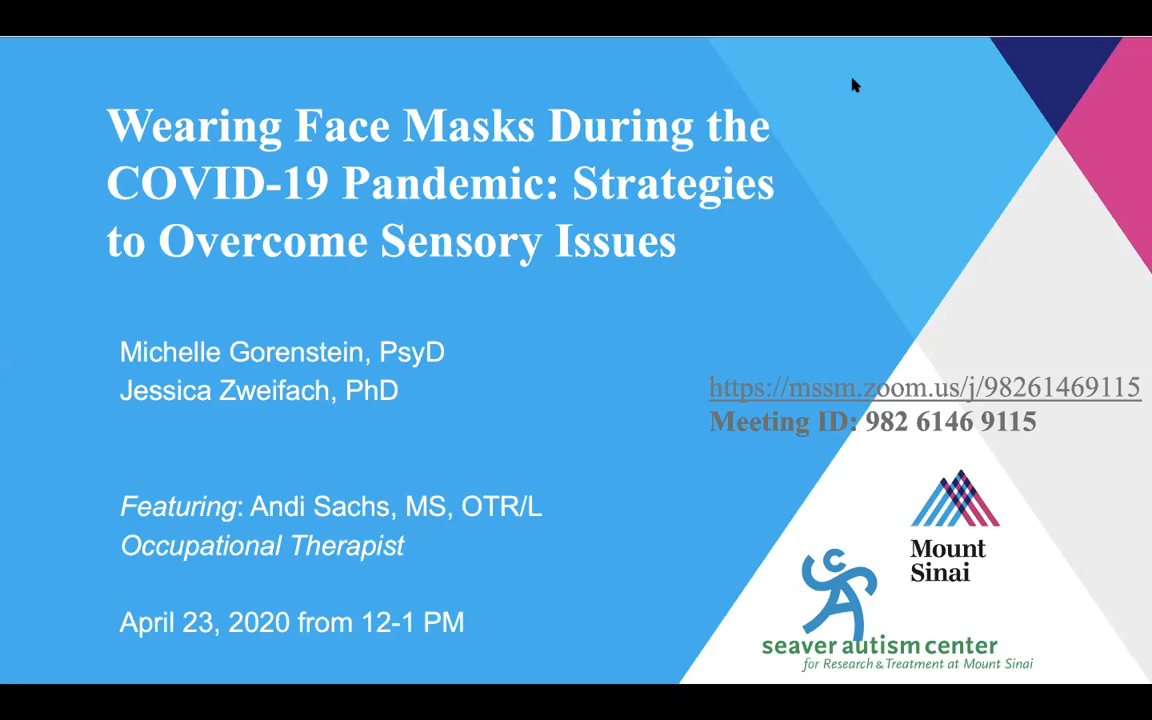 Wearing Face Masks During the
COVID-19 Pandemic: Strategies
to Overcome Sensory Issues
Michelle Gorenstein, PsyD
Jessica Zweifach, PhD
https://mssm.zoom.us/j/98261469115
Meeting ID: 982 6146 9115
Featuring: Andi Sachs, MS, OTR/L
Occupational Therapist
April 23, 2020 from 12-1 PM
Mount
Sinai
seaver autism center
for Research & Treatment at Mount Sinai